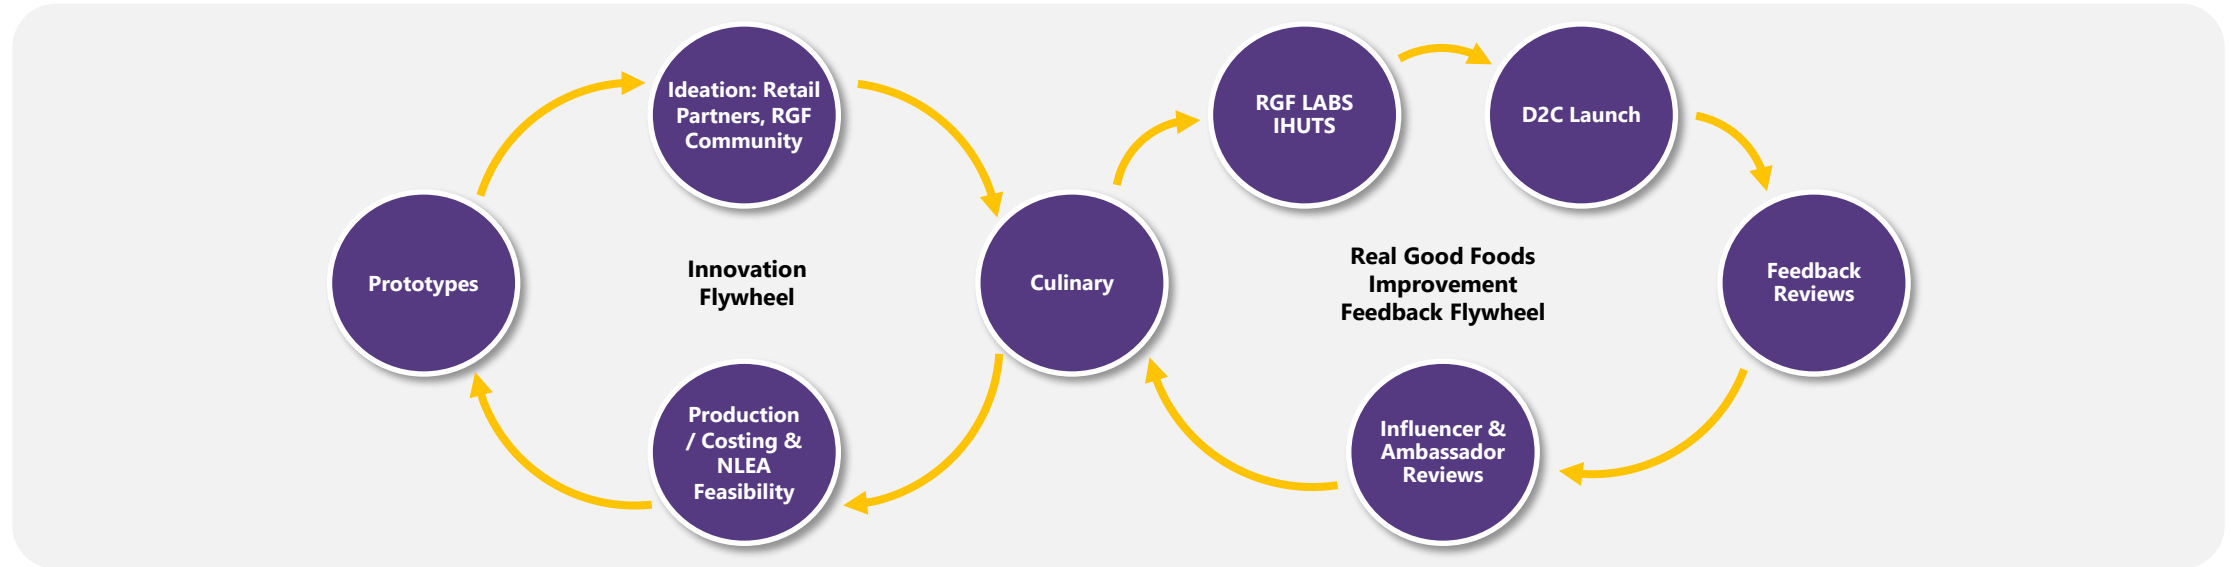 Ideation: Retail
Partners, RGF
Community
RGF LABS
IHUTS
D2C Launch
Prototypes
Innovation
Flywheel
Culinary
Real Good Foods
Improvement
Feedback Flywheel
Feedback
Reviews
Production
/ Costing &
NLEA
Feasibility
Influencer &
Ambassador
Reviews